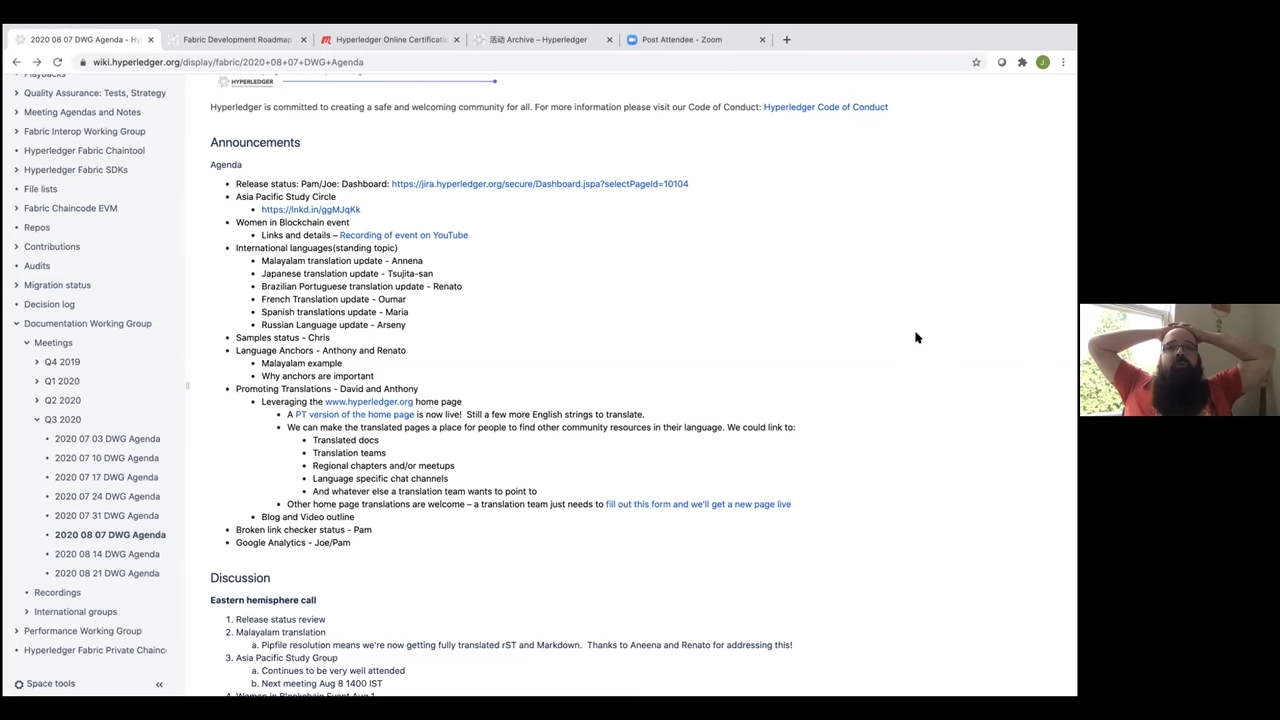 2020 08 07 DWG Agenda - Hy
Fabric Development Roadmap
Hyperledger Online Certificatio
活动 Archive – Hyperledger
Post Attendee - Zoom
wiki.hyperledger.org/display/fabric/2020+08+07+DWG+Agenda
J
Playbacks
Quality Assurance: Tests, Strategy
Meeting Agendas and Notes
Fabric Interop Working Group
Hyperledger Fabric Chaintool
Hyperledger Fabric SDKs
File lists
Fabric Chaincode EVM
Repos
Contributions
Audits
Migration status
Decision log
Documentation Working Group
Meetings
Q4 2019
Q1 2020
Q2 2020
Q3 2020
2020 07 03 DWG Agenda
2020 07 10 DWG Agenda
2020 07 17 DWG Agenda
2020 07 24 DWG Agenda
2020 07 31 DWG Agenda
2020 08 07 DWG Agenda
2020 08 14 DWG Agenda
2020 08 21 DWG Agenda
Recordings
International groups
Performance Working Group
Hyperledger Fabric Private Chainc
Space tools
HYPERLEDGER
Hyperledger is committed to creating a safe and welcoming community for all. For more information please visit our Code of Conduct: Hyperledger Code of Conduct
Announcements
Agenda
Release status: Pam/Joe: Dashboard: https://jira.hyperledger.org/secure/Dashboard.jspa?selectPageId=10104
Asia Pacific Study Circle
https://lnkd.in/ggMJqKk
Women in Blockchain event
Links and details – Recording of event on YouTube
International languages(standing topic)
Malayalam translation update - Annena
Japanese translation update - Tsujita-san
Brazilian Portuguese translation update - Renato
French Translation update - Oumar
Spanish translations update - Maria
Russian Language update - Arseny
Samples status - Chris
Language Anchors - Anthony and Renato
Malayalam example
Why anchors are important
Promoting Translations - David and Anthony
Leveraging the www.hyperledger.org home page
A PT version of the home page is now live! Still a few more English strings to translate.
We can make the translated pages a place for people to find other community resources in their language. We could link to:
Translated docs
Translation teams
Regional chapters and/or meetups
Language specific chat channels
And whatever else a translation team wants to point to
Other home page translations are welcome – a translation team just needs to fill out this form and we'll get a new page live
Blog and Video outline
Broken link checker status - Pam
Google Analytics - Joe/Pam
Discussion
Eastern hemisphere call
1. Release status review
2. Malayalam translation
a. Pipfile resolution means we're now getting fully translated rST and Markdown. Thanks to Aneena and Renato for addressing this!
3. Asia Pacific Study Group
a. Continues to be very well attended
b. Next meeting Aug 8 1400 IST
4. Women in Blockchain Event Aug 1